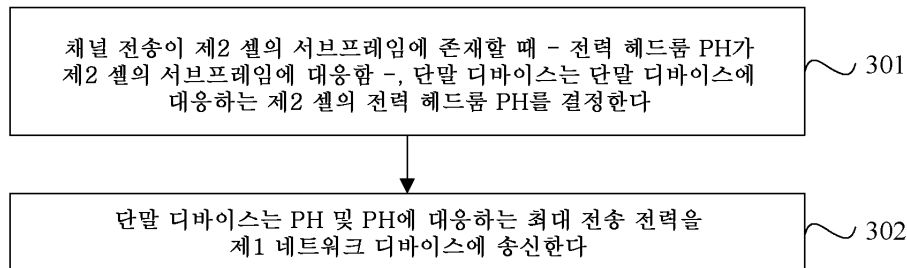 채널 전송이 제2 셀의 서브프레임에 존재할 때 - 전력 헤드룸 PH가
제2 셀의 서브프레임에 대응함 -, 단말 디바이스는 단말 디바이스에
대응하는 제2 셀의 전력 헤드룸 PH를 결정한다
301
단말 디바이스는 PH 및 PH에 대응하는 최대 전송 전력을
제1 네트워크 디바이스에 송신한다
302